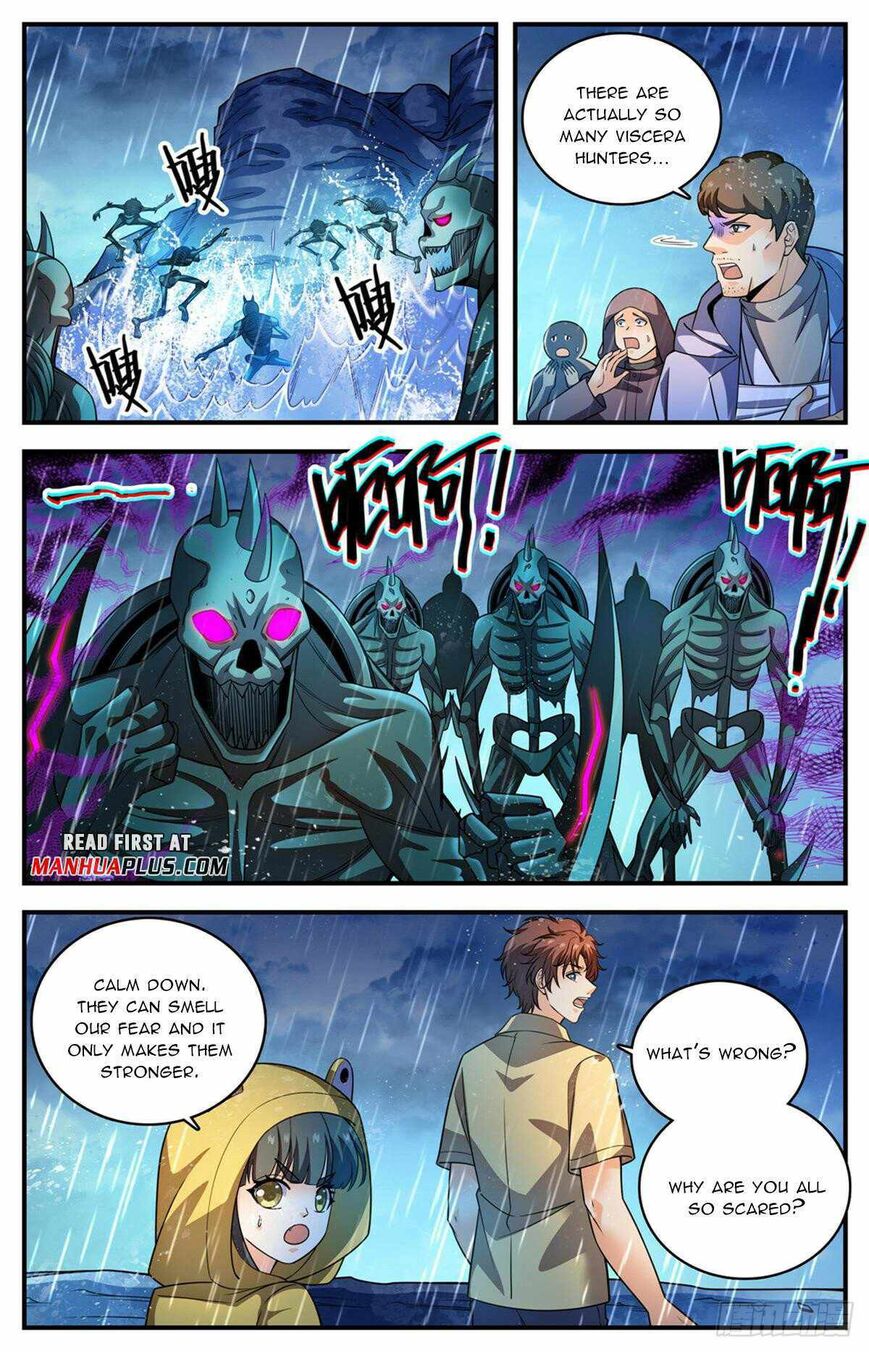 嗖
嗖
嗖
THERE ARE
ACTUALLY SO
MANY VISCERA
HUNTERS...
READ FIRST AT
MANHUAPLUS.COM
CALM DOWN.
THEY CAN SMELL
OUR FEAR AND IT
ONLY MAKES THEM
STRONGER.
WHAT'S WRONG?
WHY ARE YOU ALL
SO SCARED?